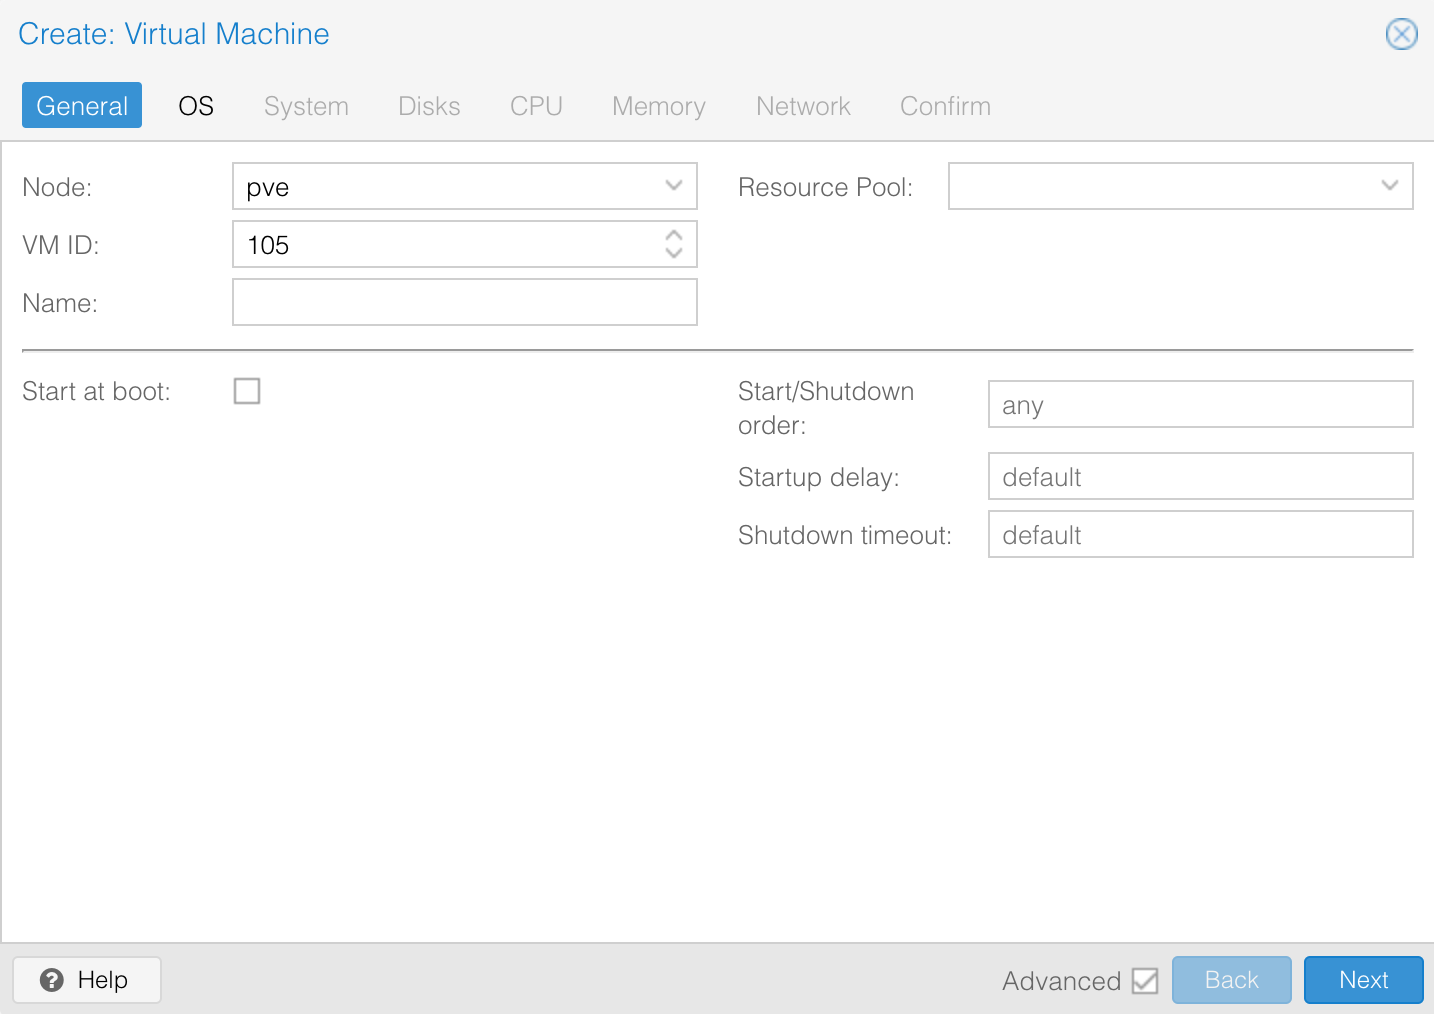 Create: Virtual Machine
General OS System Disks CPU Memory Network Confirm
Node: pve
Resource Pool:
VM ID: 105
Name:
Start at boot:
Start/Shutdown
order: any
Startup delay: default
Shutdown timeout: default
Help Advanced Back Next